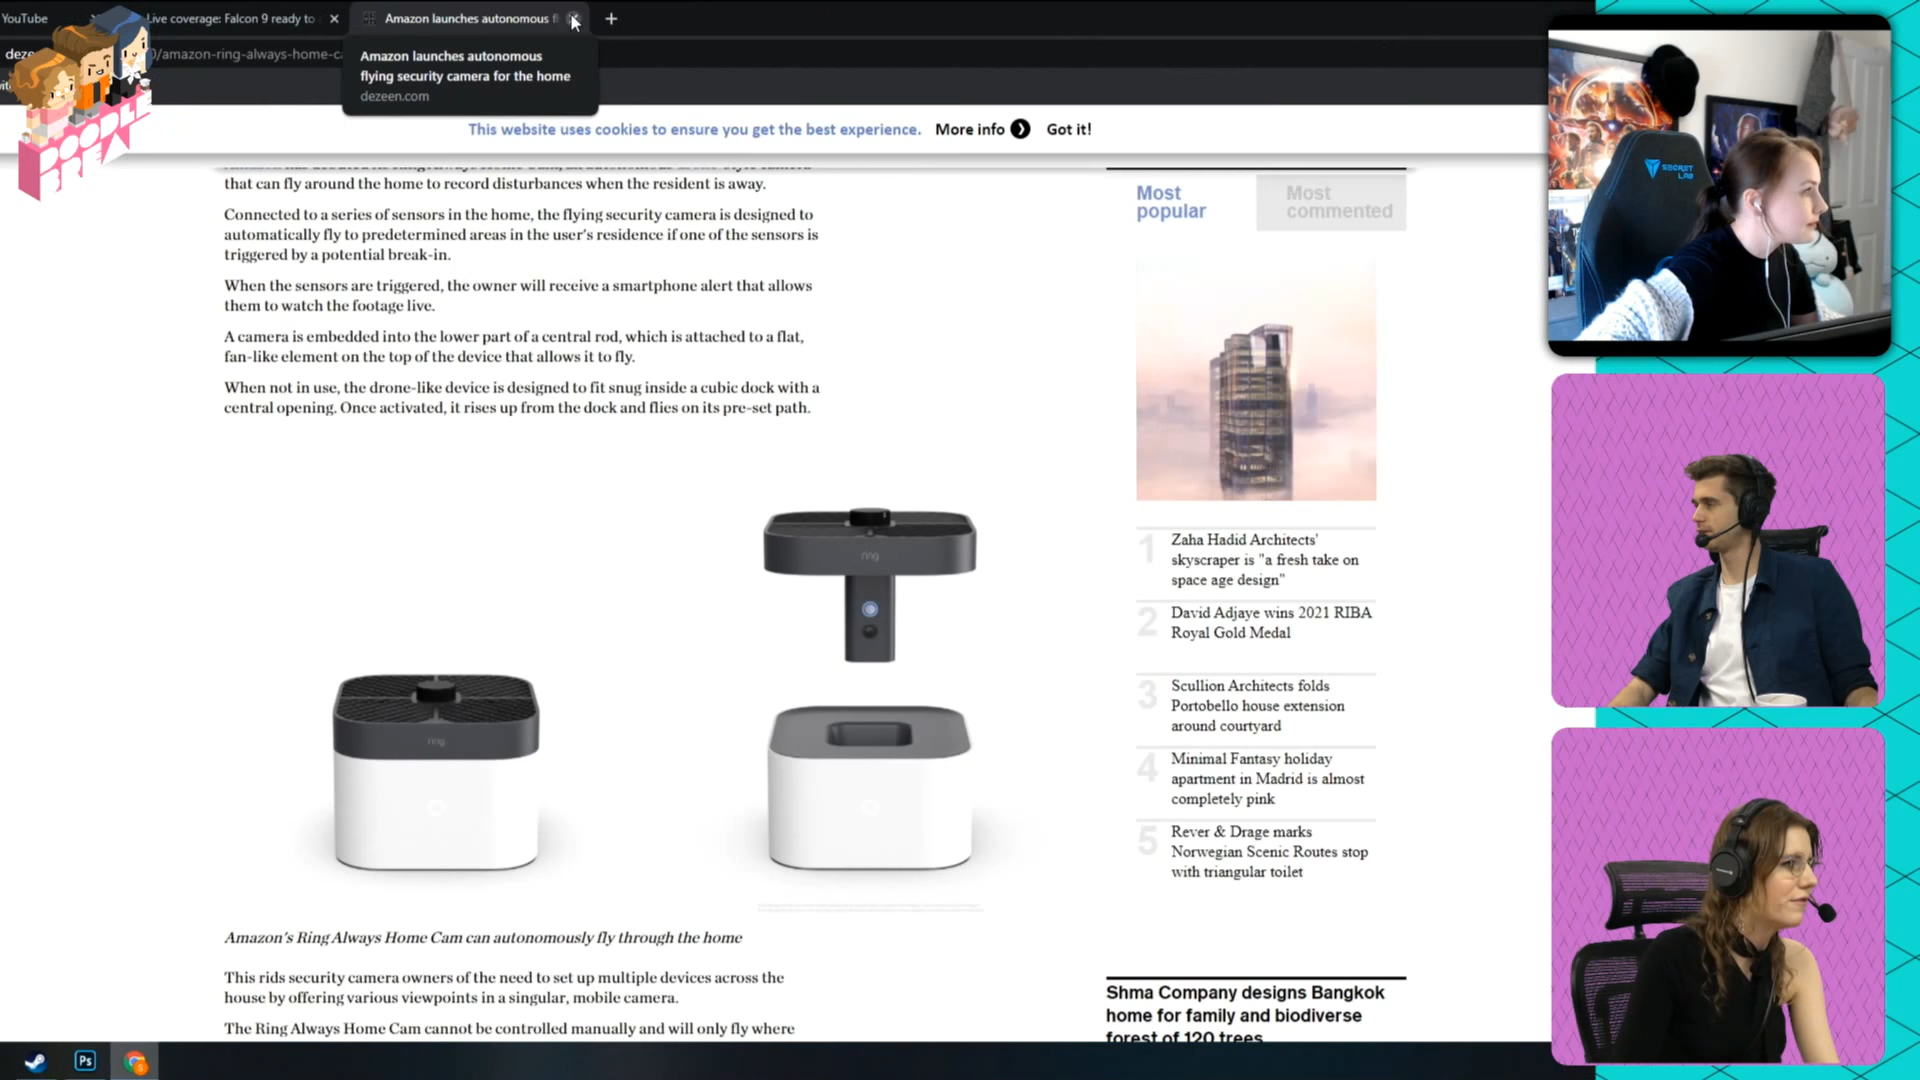 YouTube
Live coverage: Falcon 9 ready to
Amazon launches autonomous fl
deze
/amazon-ring-always-home-ca
Amazon launches autonomous
flying security camera for the home
dezeen.com
DOODLE
This website uses cookies to ensure you get the best experience. More info Got it!
that can fly around the home to record disturbances when the resident is away.
Connected to a series of sensors in the home, the flying security camera is designed to
automatically fly to predetermined areas in the user's residence if one of the sensors is
triggered by a potential break-in.
When the sensors are triggered, the owner will receive a smartphone alert that allows
them to watch the footage live.
A camera is embedded into the lower part of a central rod, which is attached to a flat,
fan-like element on the top of the device that allows it to fly.
When not in use, the drone-like device is designed to fit snug inside a cubic dock with a
central opening. Once activated, it rises up from the dock and flies on its pre-set path.
ring
ring
Amazon's Ring Always Home Cam can autonomously fly through the home
This rids security camera owners of the need to set up multiple devices across the
house by offering various viewpoints in a singular, mobile camera.
The Ring Always Home Cam cannot be controlled manually and will only fly where
Most
popular
Most
commented
1 Zaha Hadid Architects'
skyscraper is "a fresh take on
space age design"
2 David Adjaye wins 2021 RIBA
Royal Gold Medal
3 Scullion Architects folds
Portobello house extension
around courtyard
4 Minimal Fantasy holiday
apartment in Madrid is almost
completely pink
5 Rever & Drage marks
Norwegian Scenic Routes stop
with triangular toilet
Shma Company designs Bangkok
home for family and biodiverse
forest of 120 trees
SECRET
LAB
Ps